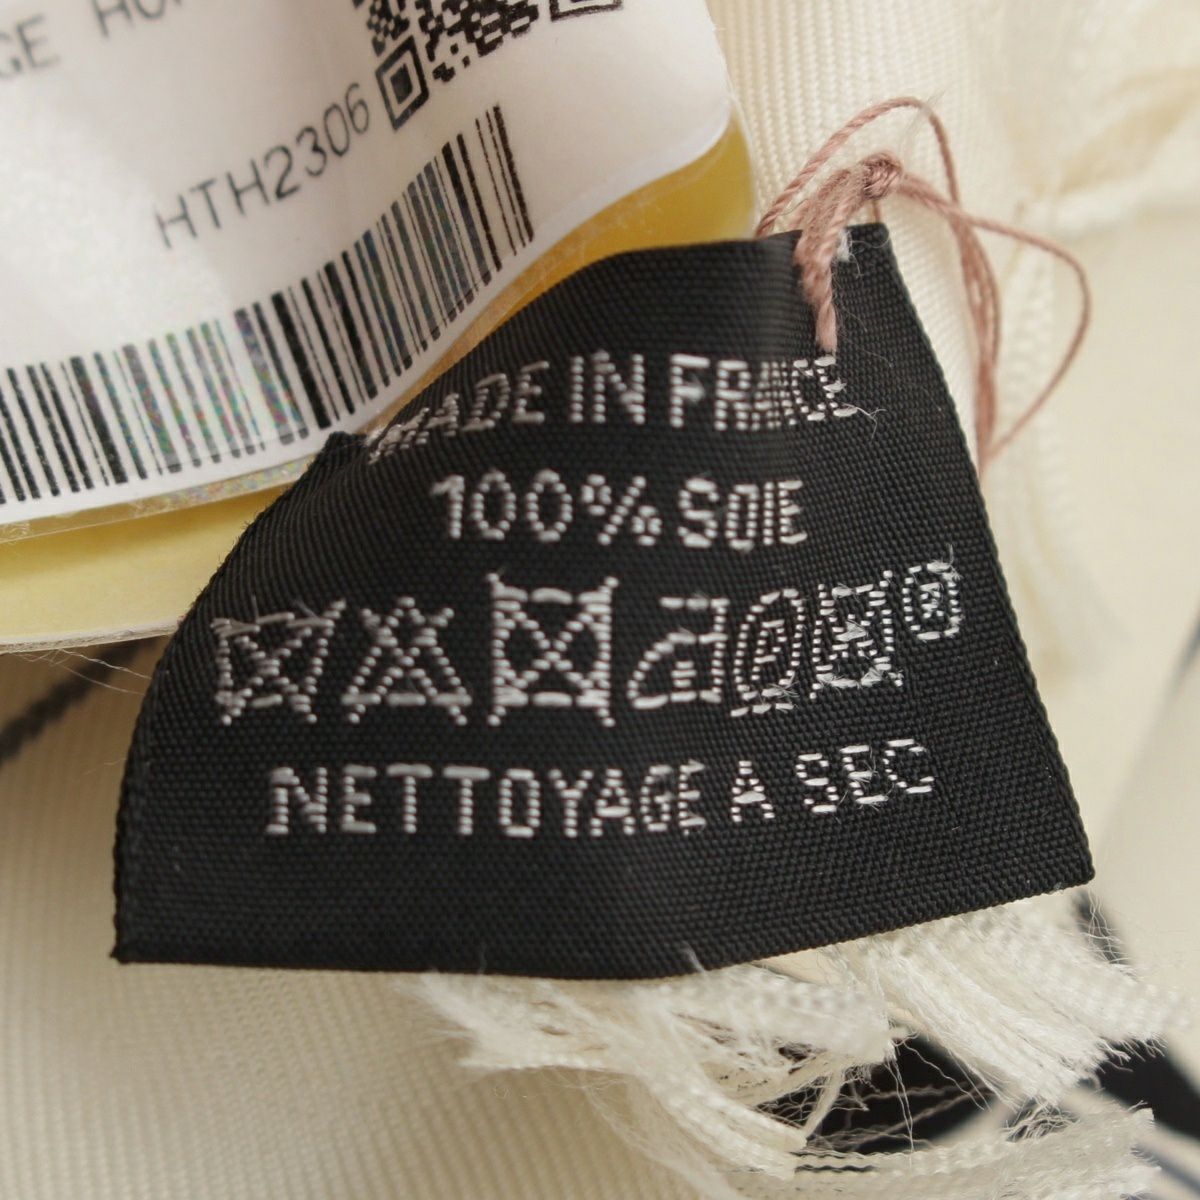 HTH2306
MADE IN FRANCE
100% SOIE
NETTOYAGE A SEC